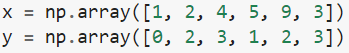 x = np.array([1, 2, 4, 5, 9, 3])
y = np.array([0, 2, 3, 1, 2, 3])